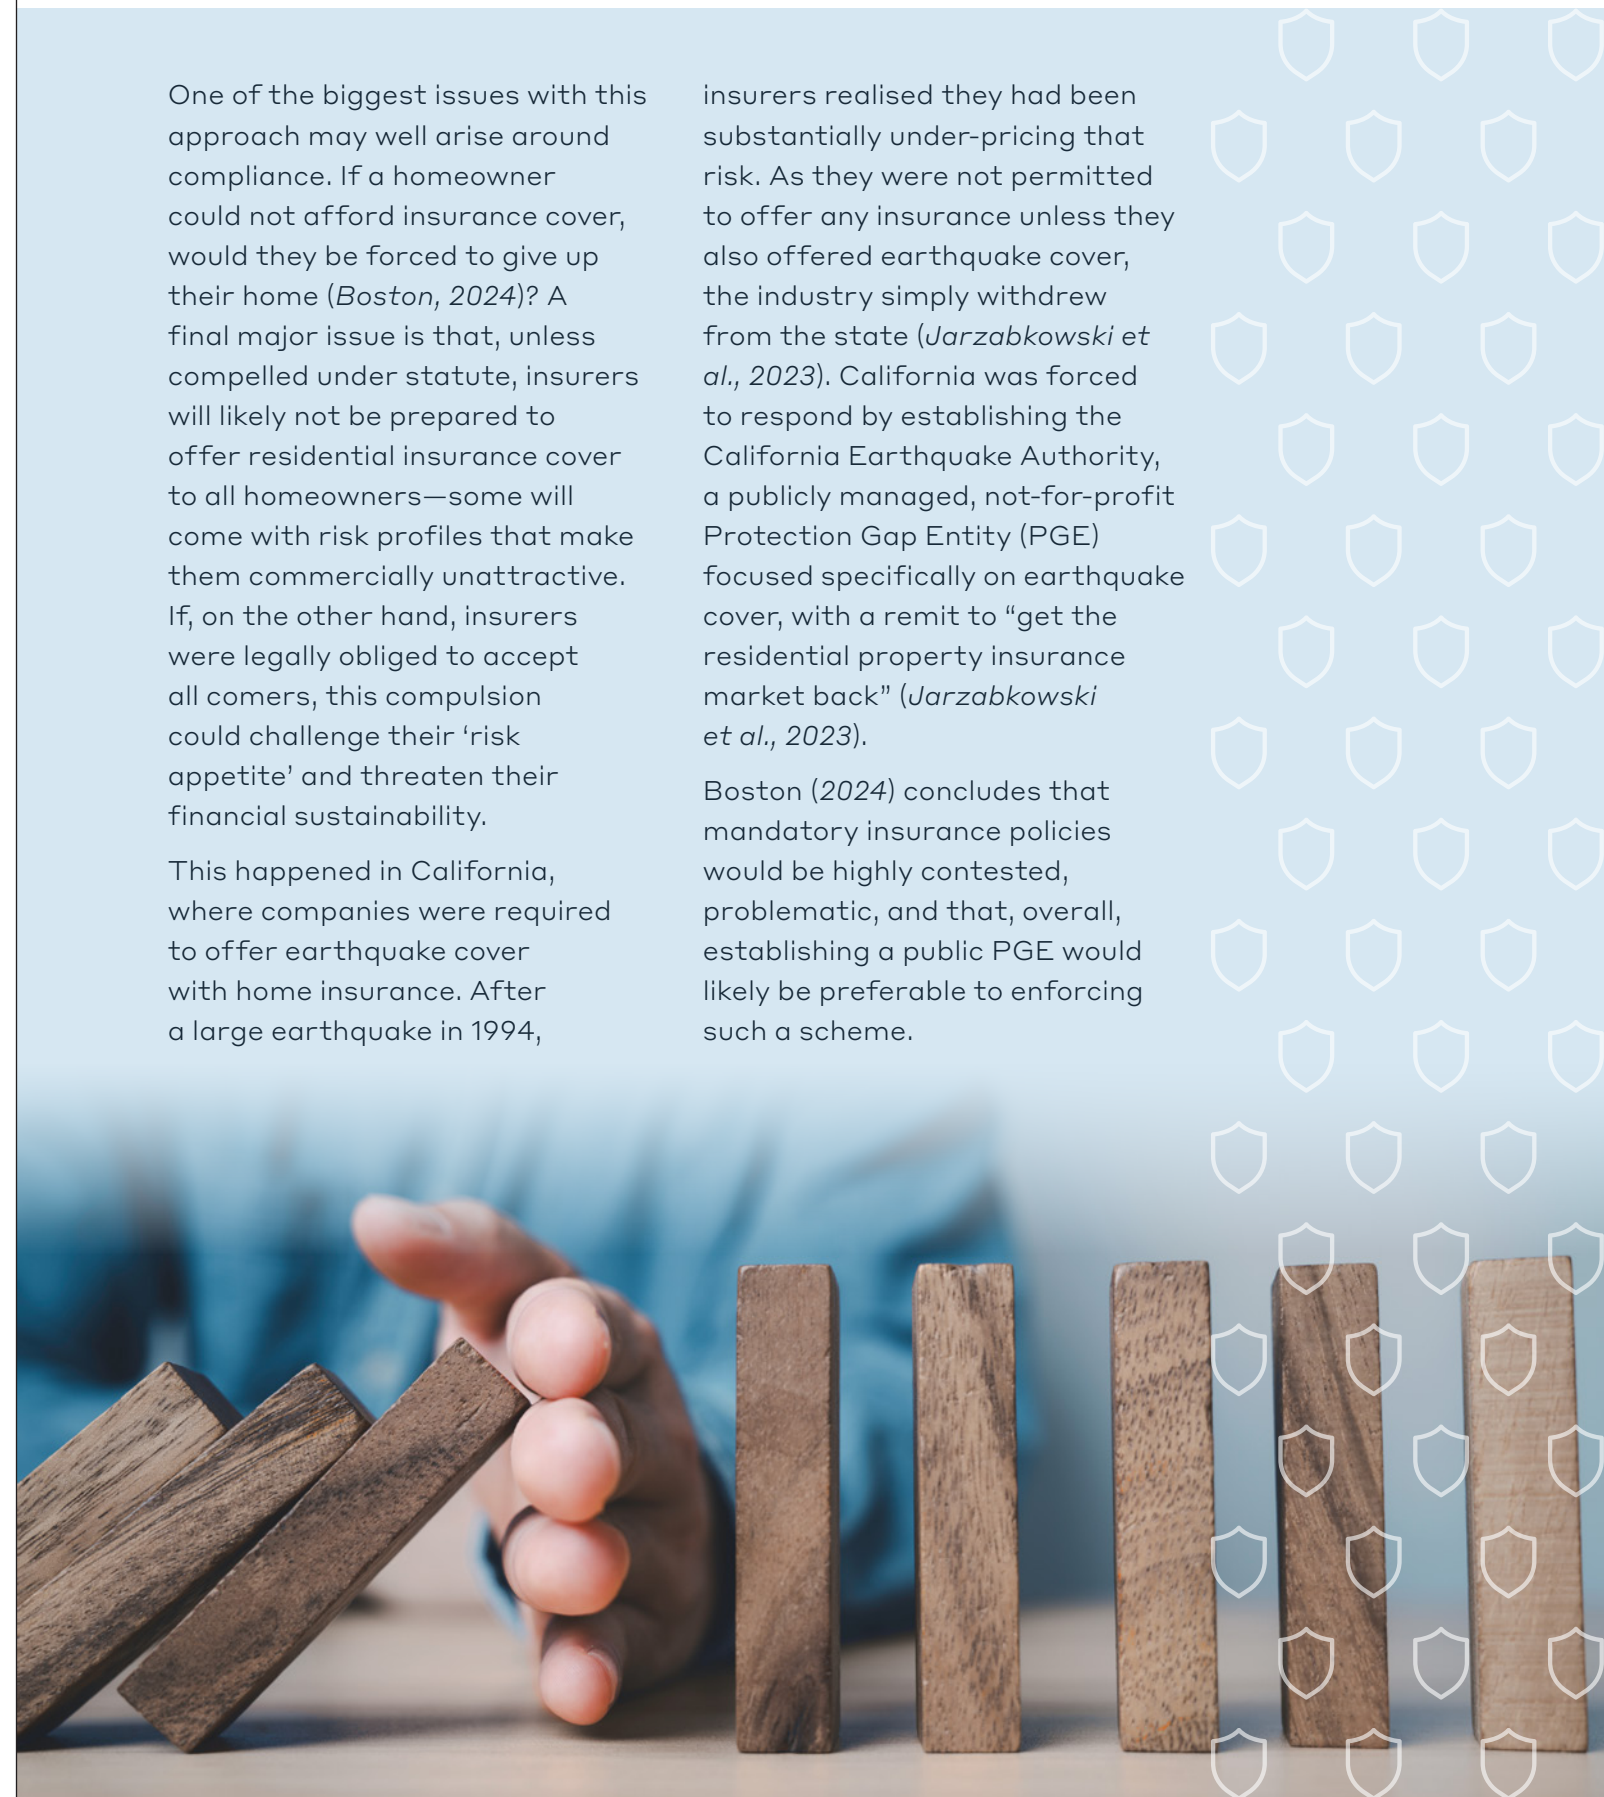 One of the biggest issues with this
approach may well arise around
compliance. If a homeowner
could not afford insurance cover,
would they be forced to give up
their home (Boston, 2024)? A
final major issue is that, unless
compelled under statute, insurers
will likely not be prepared to
offer residential insurance cover
to all homeowners—some will
come with risk profiles that make
them commercially unattractive.
If, on the other hand, insurers
were legally obliged to accept
all comers, this compulsion
could challenge their ‘risk
appetite’ and threaten their
financial sustainability.
This happened in California,
where companies were required
to offer earthquake cover
with home insurance. After
a large earthquake in 1994,
insurers realised they had been
substantially under-pricing that
risk. As they were not permitted
to offer any insurance unless they
also offered earthquake cover,
the industry simply withdrew
from the state (Jarzabkowski et
al., 2023). California was forced
to respond by establishing the
California Earthquake Authority,
a publicly managed, not-for-profit
Protection Gap Entity (PGE)
focused specifically on earthquake
cover, with a remit to “get the
residential property insurance
market back” (Jarzabkowski
et al., 2023).
Boston (2024) concludes that
mandatory insurance policies
would be highly contested,
problematic, and that, overall,
establishing a public PGE would
likely be preferable to enforcing
such a scheme.